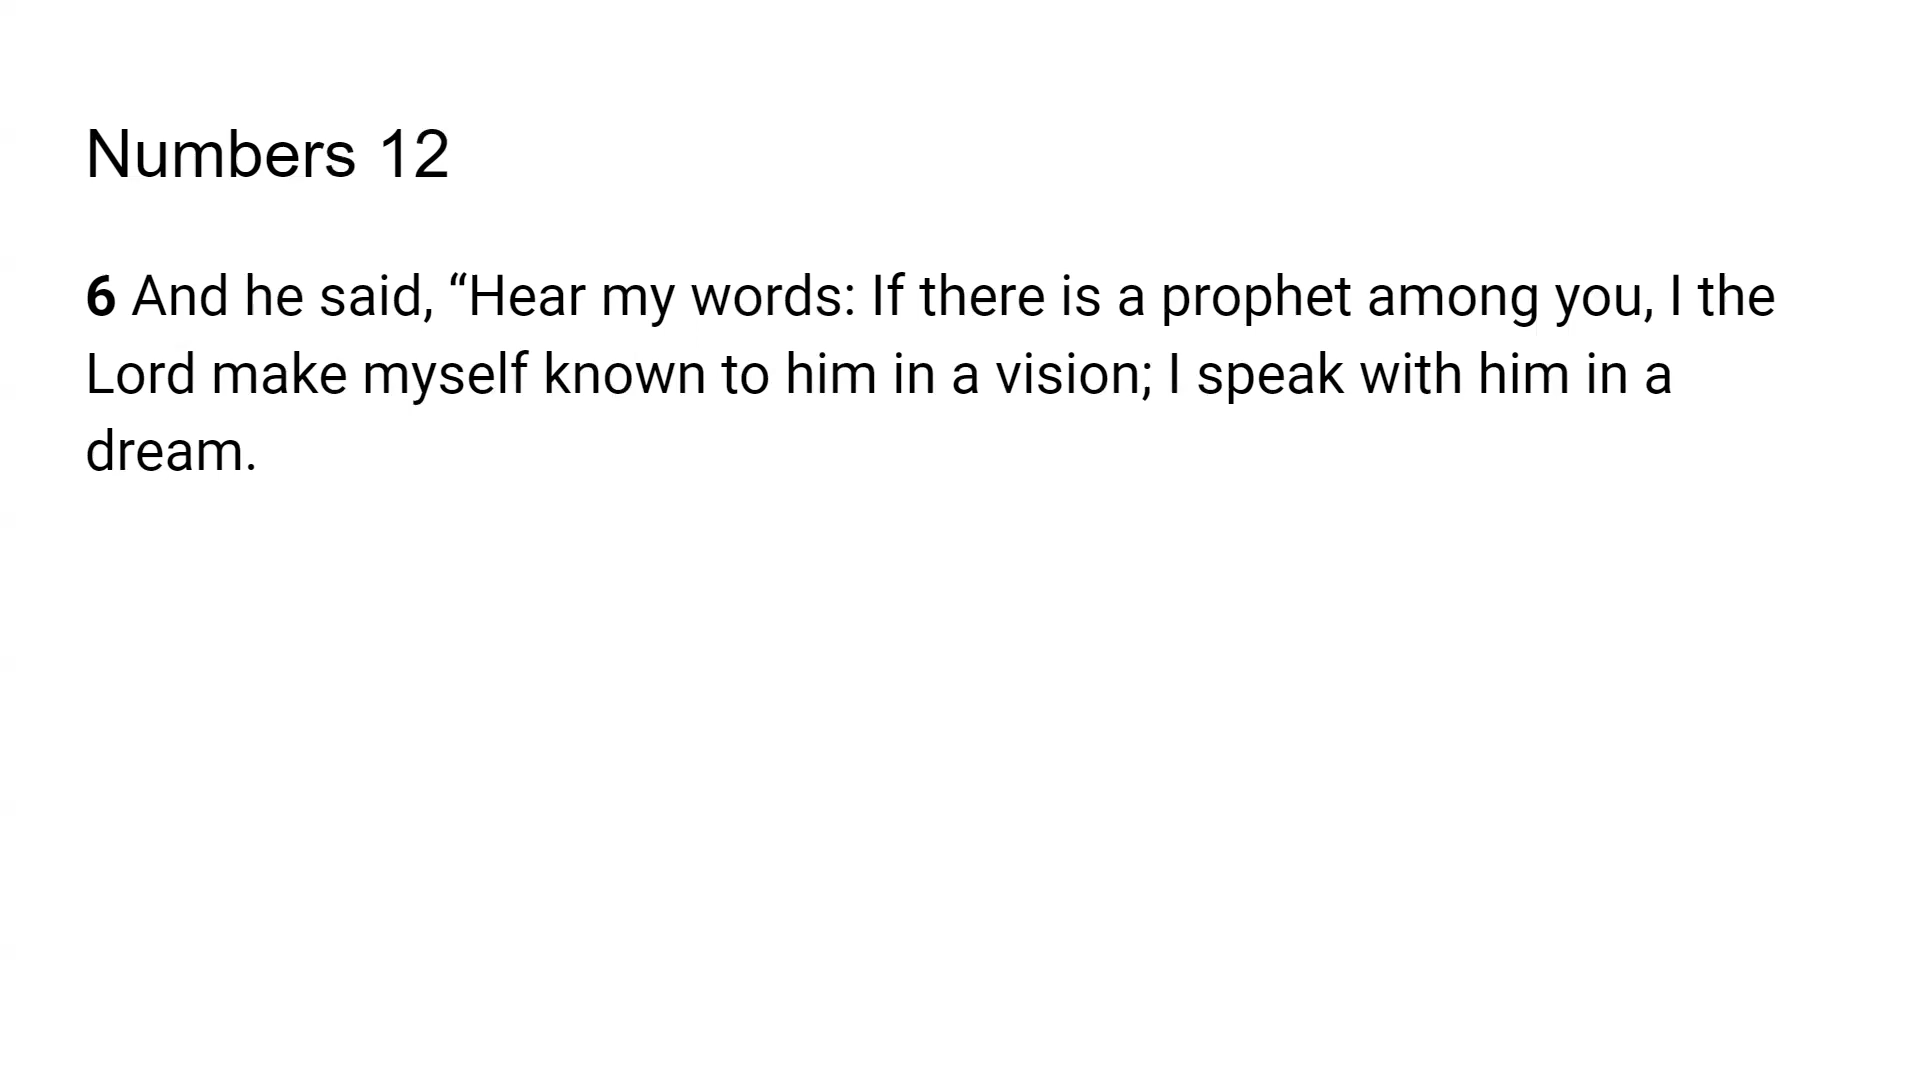 Numbers 12
6 And he said, “Hear my words: If there is a prophet among you, I the
Lord make myself known to him in a vision; I speak with him in a
dream.